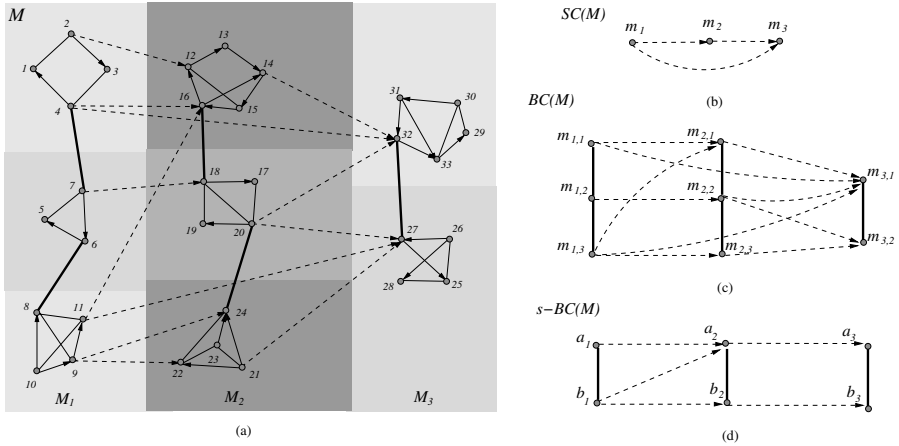 M
2
1
3
4
7
5
6
8
11
10
9
M1
13
12
14
16
15
18
17
19
20
24
23
22
21
M2
31
30
32
29
33
27
26
28
25
M3
(a)
SC(M)
m1
m2
m3
(b)
BC(M)
m1,1
m2,1
m3,1
m1,2
m2,2
m1,3
m2,3
m3,2
(c)
s–BC(M)
a1
a2
a3
b1
b2
b3
(d)